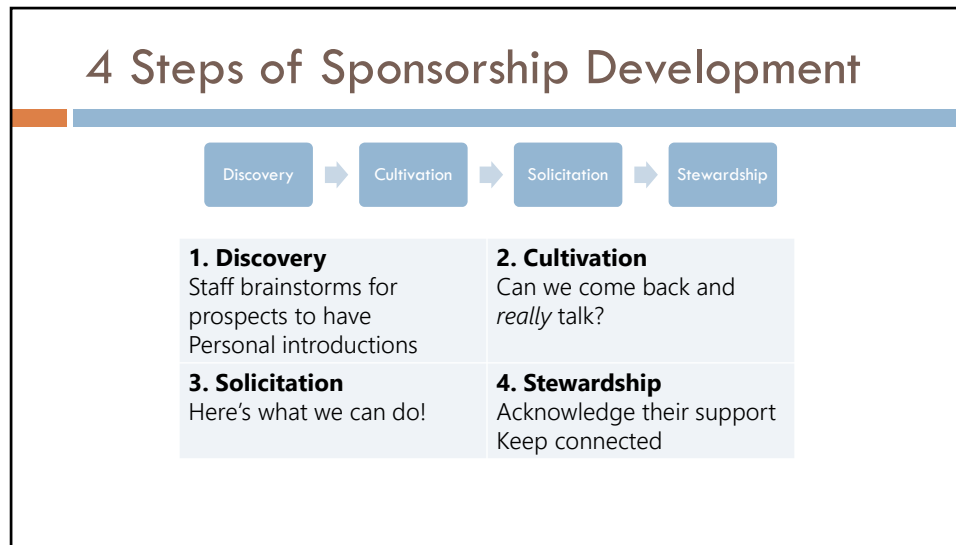 4 Steps of Sponsorship Development
Discovery
Cultivation
Solicitation
Stewardship
1. Discovery
Staff brainstorms for
prospects to have
Personal introductions
2. Cultivation
Can we come back and
really talk?
3. Solicitation
Here's what we can do!
4. Stewardship
Acknowledge their support
Keep connected